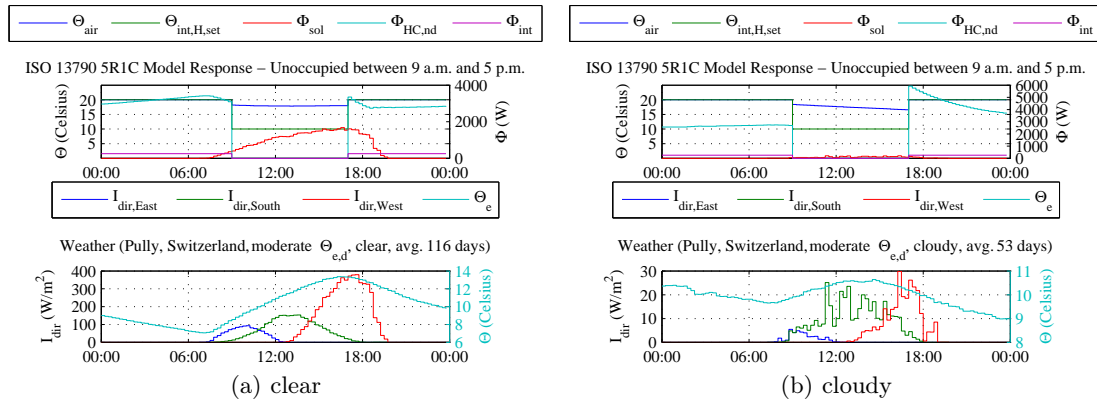 Θair Θint,H,set Φsol ΦHC,nd Φint
ISO 13790 5R1C Model Response – Unoccupied between 9 a.m. and 5 p.m.
Θ (Celsius)
20
15
10
5
4000
2000
0
Φ (W)
00:00 06:00 12:00 18:00 00:00
Idir,East Idir,South Idir,West Θe
Weather (Pully, Switzerland, moderate Θe,d, clear, avg. 116 days)
Idir (W/m2)
400
300
200
100
0
14
12
10
8
6
Θ (Celsius)
00:00 06:00 12:00 18:00 00:00
(a) clear
Θair Θint,H,set Φsol ΦHC,nd Φint
ISO 13790 5R1C Model Response – Unoccupied between 9 a.m. and 5 p.m.
Θ (Celsius)
20
15
10
5
6000
5000
4000
3000
2000
1000
0
Φ (W)
00:00 06:00 12:00 18:00 00:00
Idir,East Idir,South Idir,West Θe
Weather (Pully, Switzerland, moderate Θe,d, cloudy, avg. 53 days)
Idir (W/m2)
30
20
10
0
11
10
9
8
Θ (Celsius)
00:00 06:00 12:00 18:00 00:00
(b) cloudy